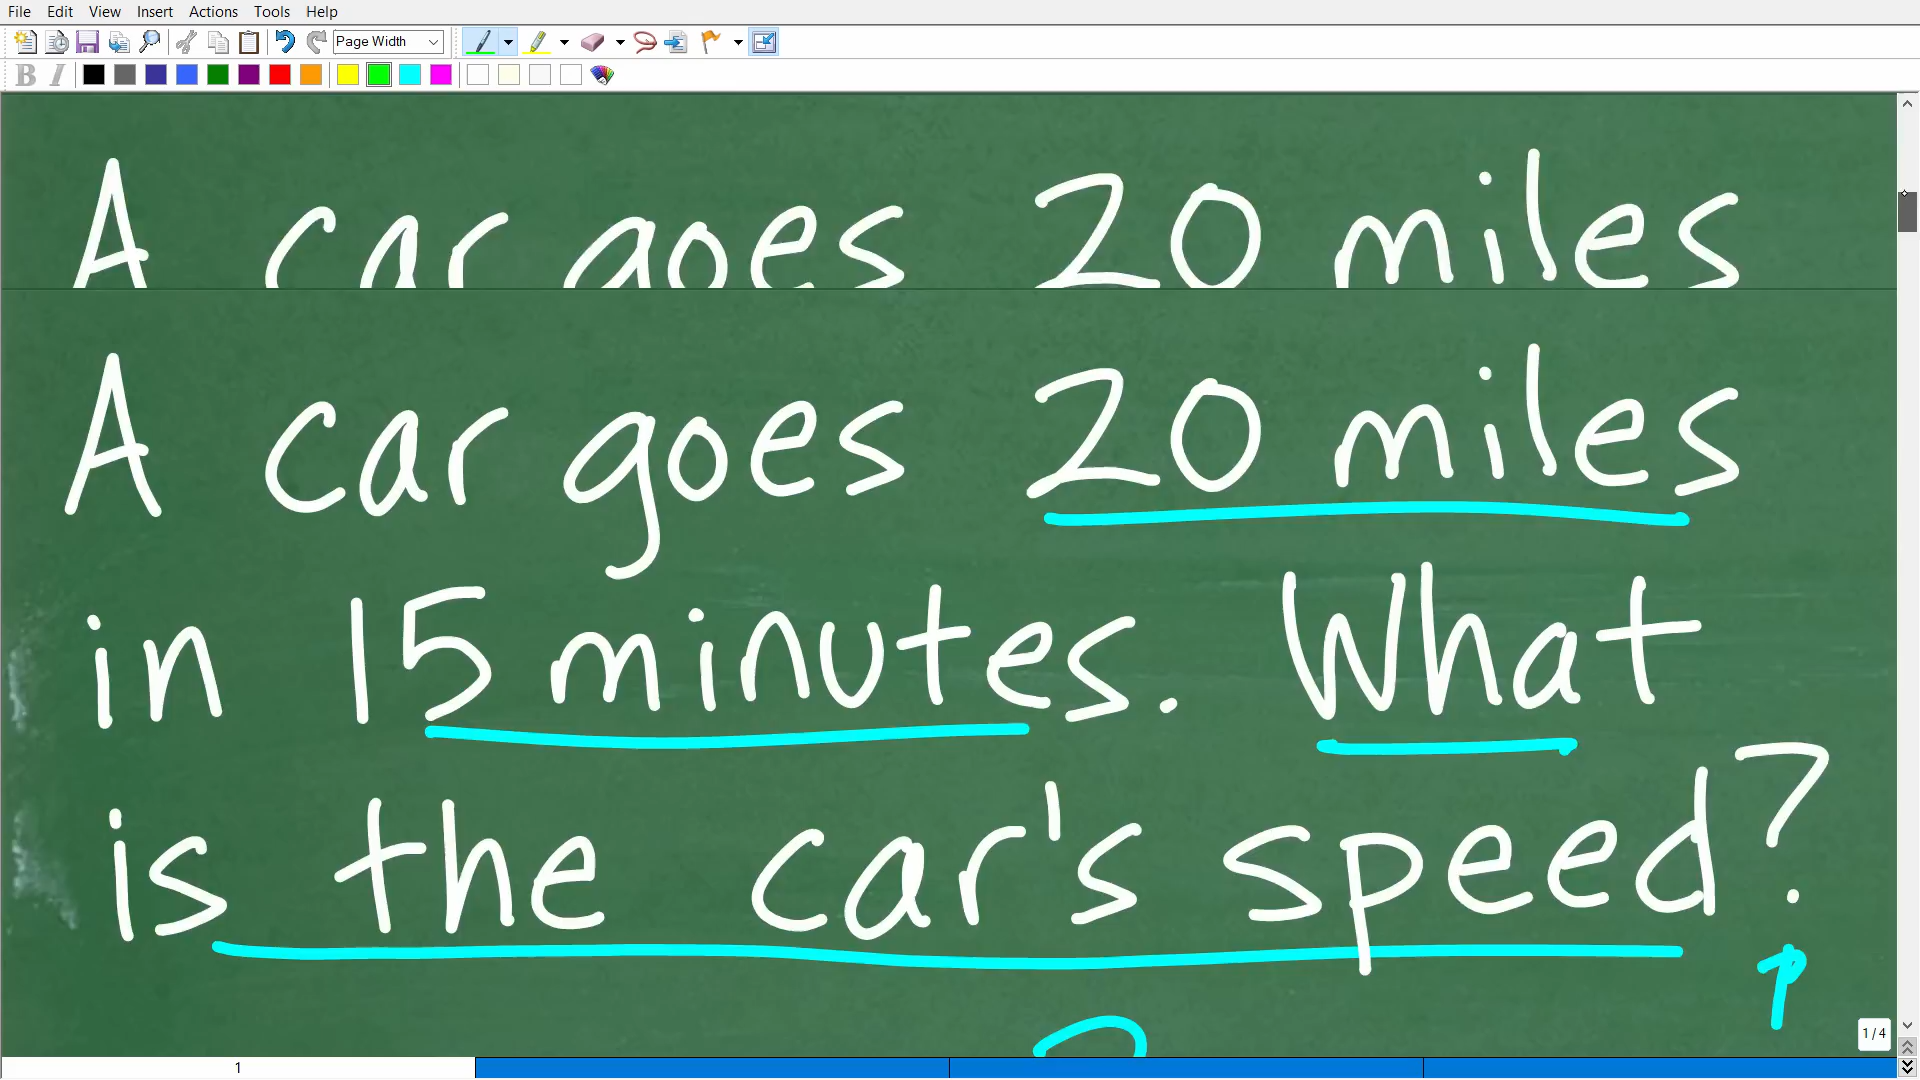 File Edit View Insert Actions Tools Help
Page Width
B I
A car goes 20 miles
A car goes 20 miles
in 15 minutes. What
is the car's speed?
1 / 4
1